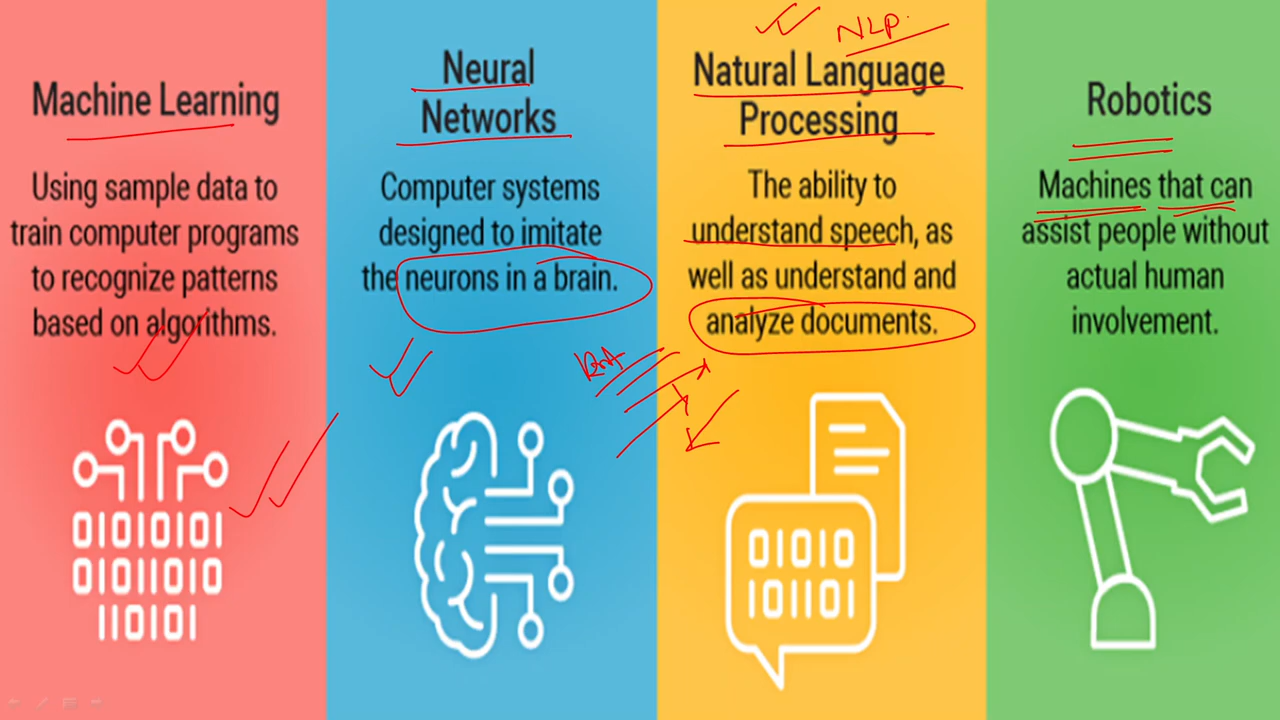 Machine Learning
Using sample data to
train computer programs
to recognize patterns
based on algorithms.
01010101
01011010
110101
Neural
Networks
Computer systems
designed to imitate
the neurons in a brain.
NLP.
Natural Language
Processing
The ability to
understand speech, as
well as understand and
analyze documents.
01010
101101
Robotics
Machines that can
assist people without
actual human
involvement.